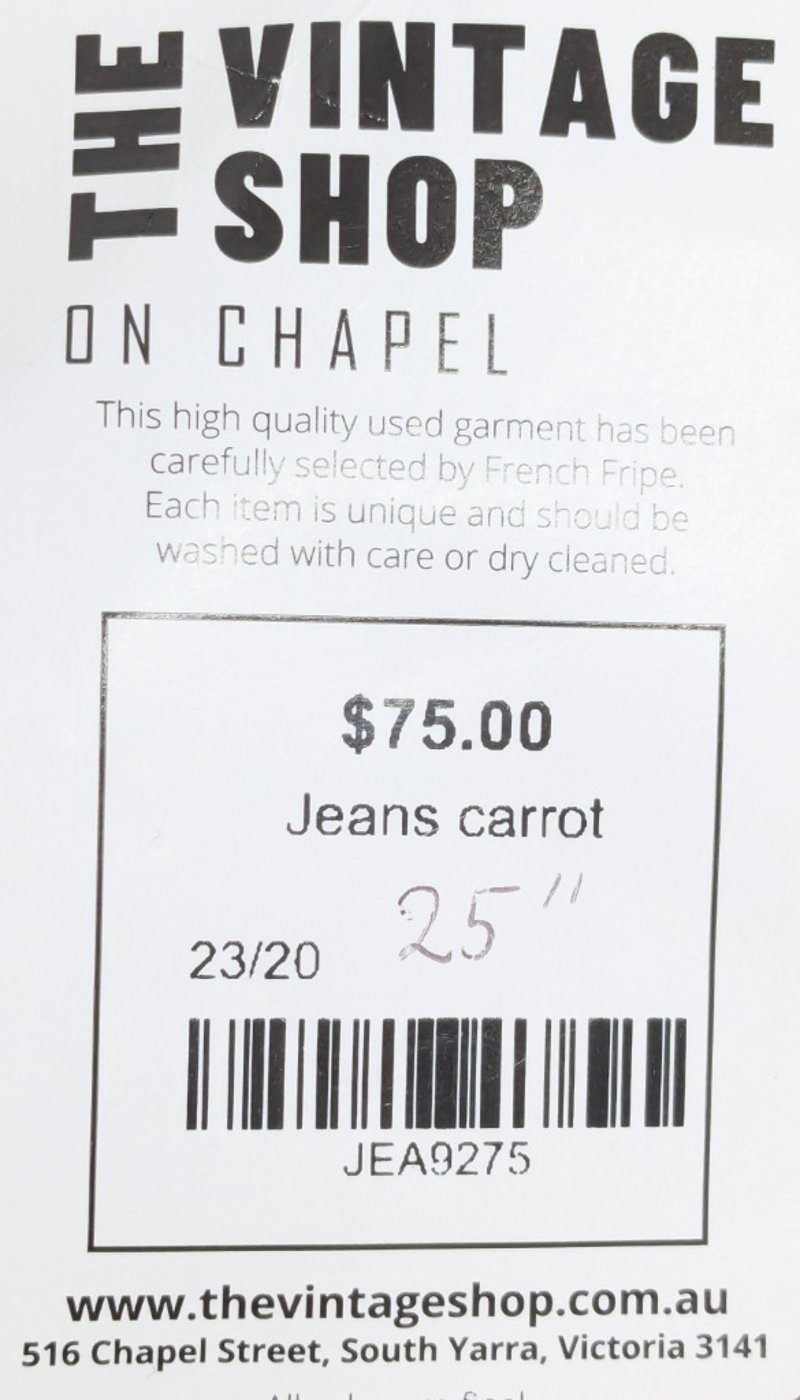 THE VINTAGE
SHOP
ON CHAPEL
This high quality used garment has been
carefully selected by French Fripe.
Each item is unique and should be
washed with care or dry cleaned.
$75.00
Jeans carrot
25"
23/20
JEA9275
www.thevintageshop.com.au
516 Chapel Street, South Yarra, Victoria 3141